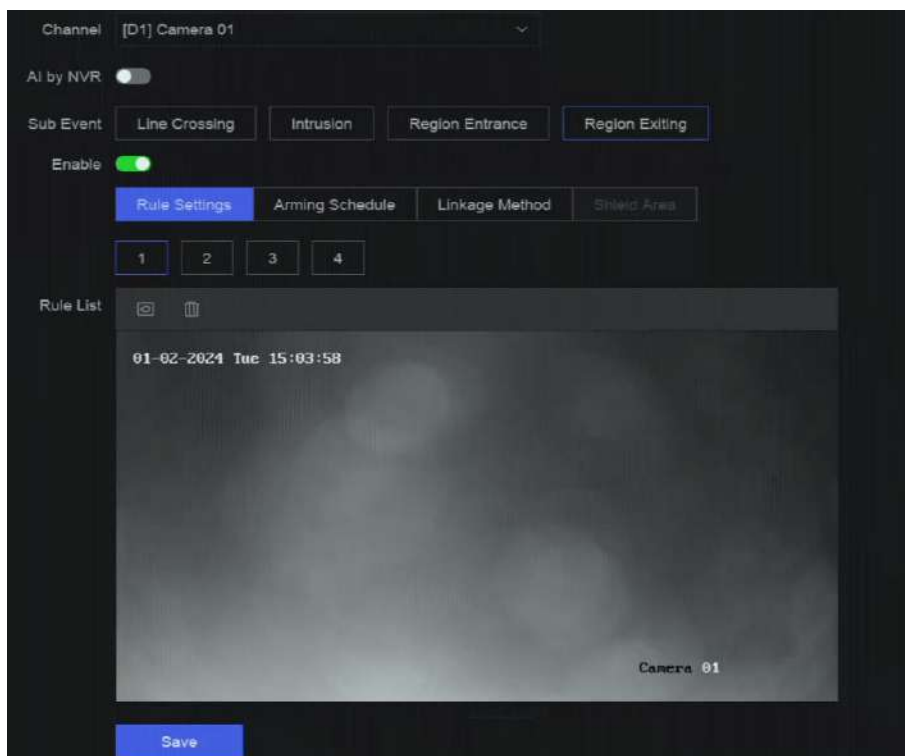 Channel [D1] Camera 01
AI by NVR
Sub Event Line Crossing Intrusion Region Entrance Region Exiting
Enable
Rule Settings Arming Schedule Linkage Method Shield Area
1 2 3 4
Rule List
01-02-2024 Tue 15:03:58
Camera 01
Save